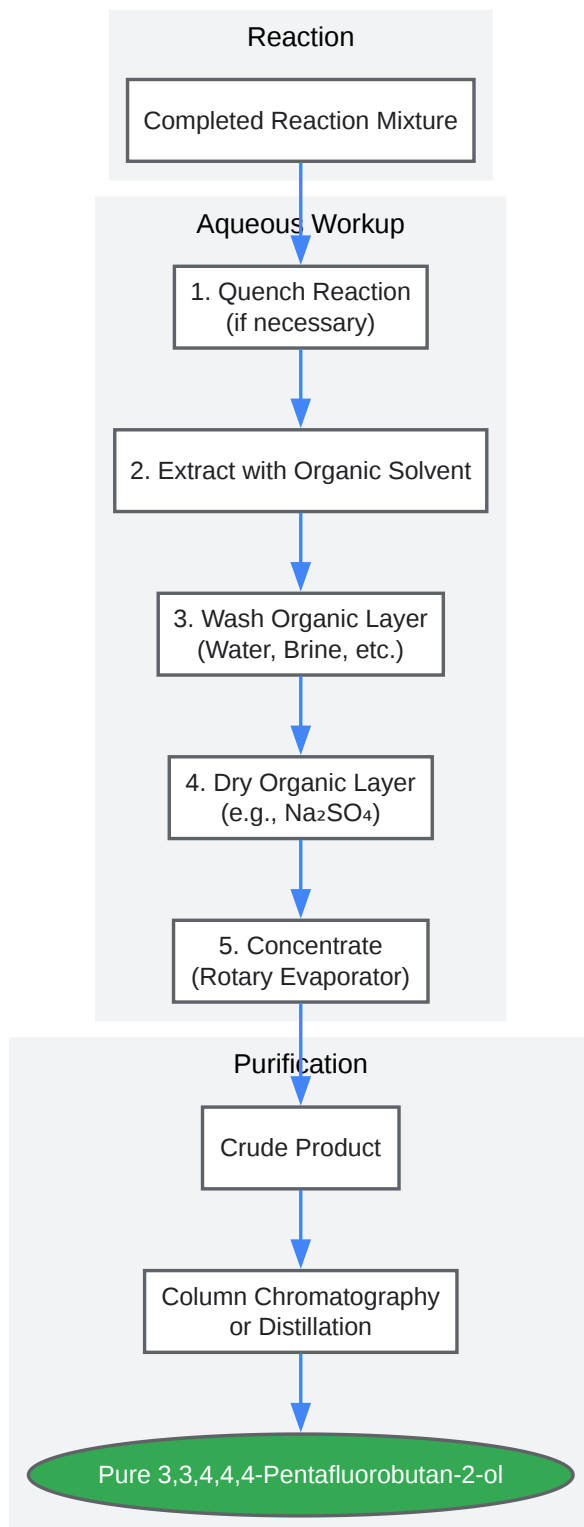 Reaction
Completed Reaction Mixture
Aqueous Workup
1. Quench Reaction
(if necessary)
2. Extract with Organic Solvent
3. Wash Organic Layer
(Water, Brine, etc.)
4. Dry Organic Layer
(e.g., Na₂SO₄)
5. Concentrate
(Rotary Evaporator)
Purification
Crude Product
Column Chromatography
or Distillation
Pure 3,3,4,4,4-Pentafluorobutan-2-ol